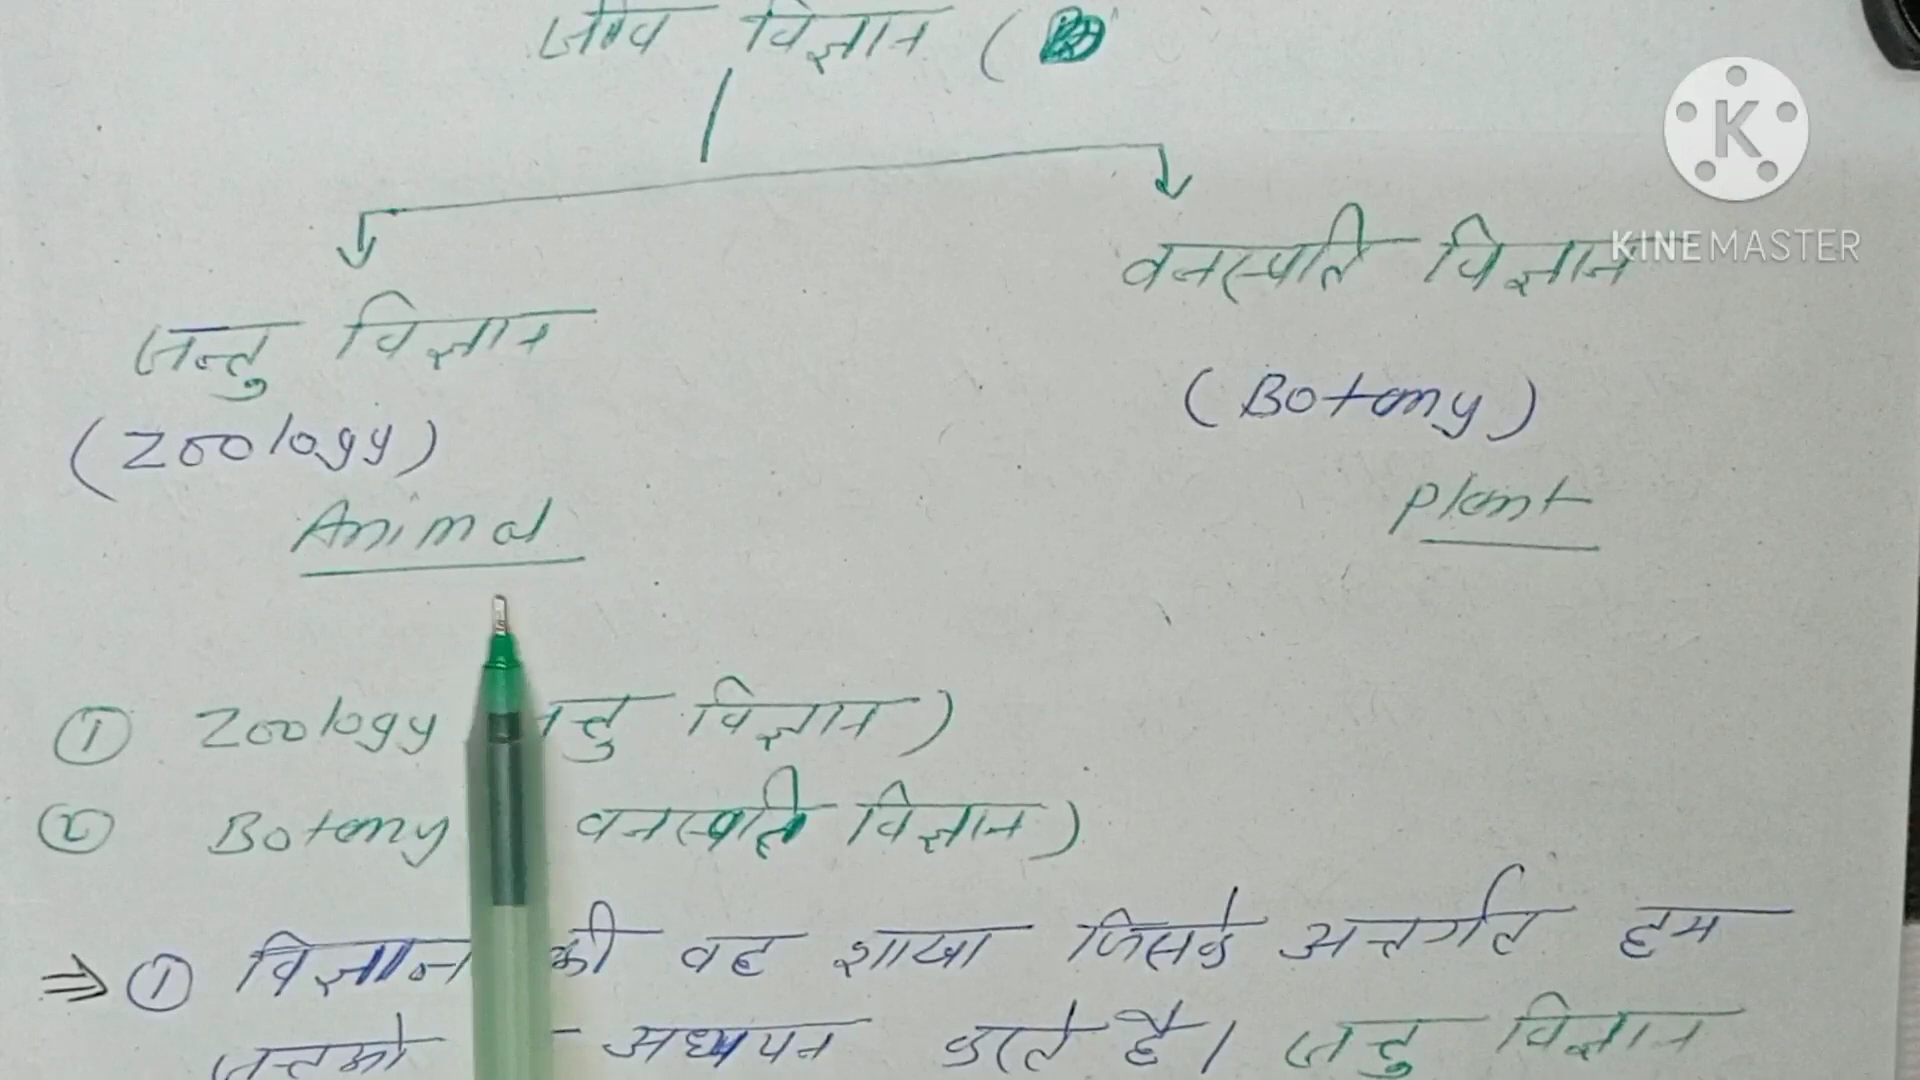 जीव विज्ञान (
K
KINEMASTER
वनस्पति विज्ञान
जन्तु विज्ञान
(Botany)
(Zoology)
Plant
Animal
① Zoology जन्तु विज्ञान)
② Botany वनस्पति विज्ञान)
⇒ ① विज्ञान की वह शाखा जिसके अन्तर्गत हम
अध्ययन करते है। जन्तु विज्ञान